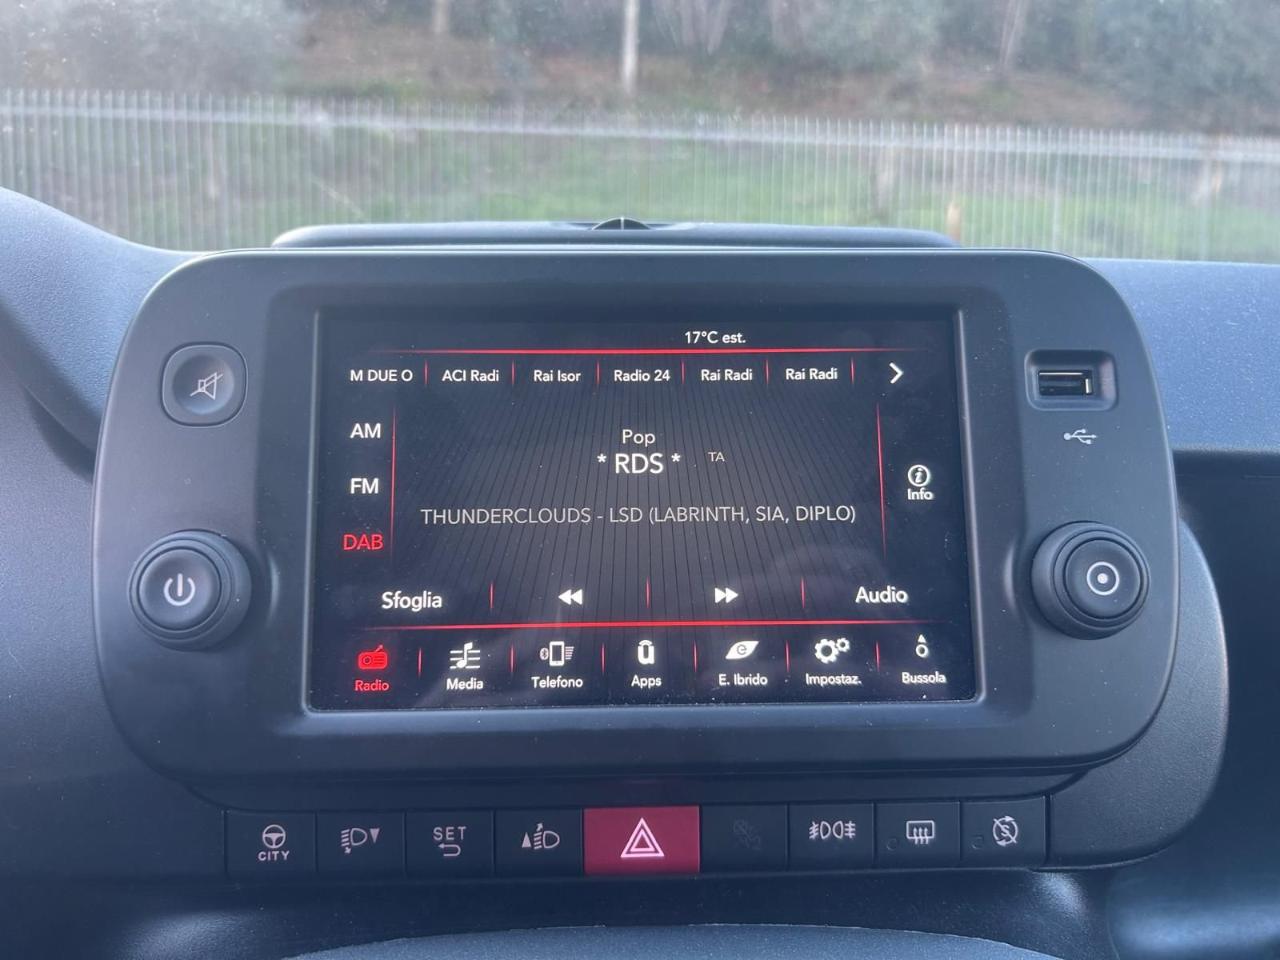 17°C est.
M DUE O ACI Radi Rai Isor Radio 24 Rai Radi Rai Radi
AM
Pop
* RDS * TA
FM
Info
THUNDERCLOUDS - LSD (LABRINTH, SIA, DIPLO)
DAB
Sfoglia Audio
Radio Media Telefono Apps E. Ibrido Impostaz. Bussola
CITY SET